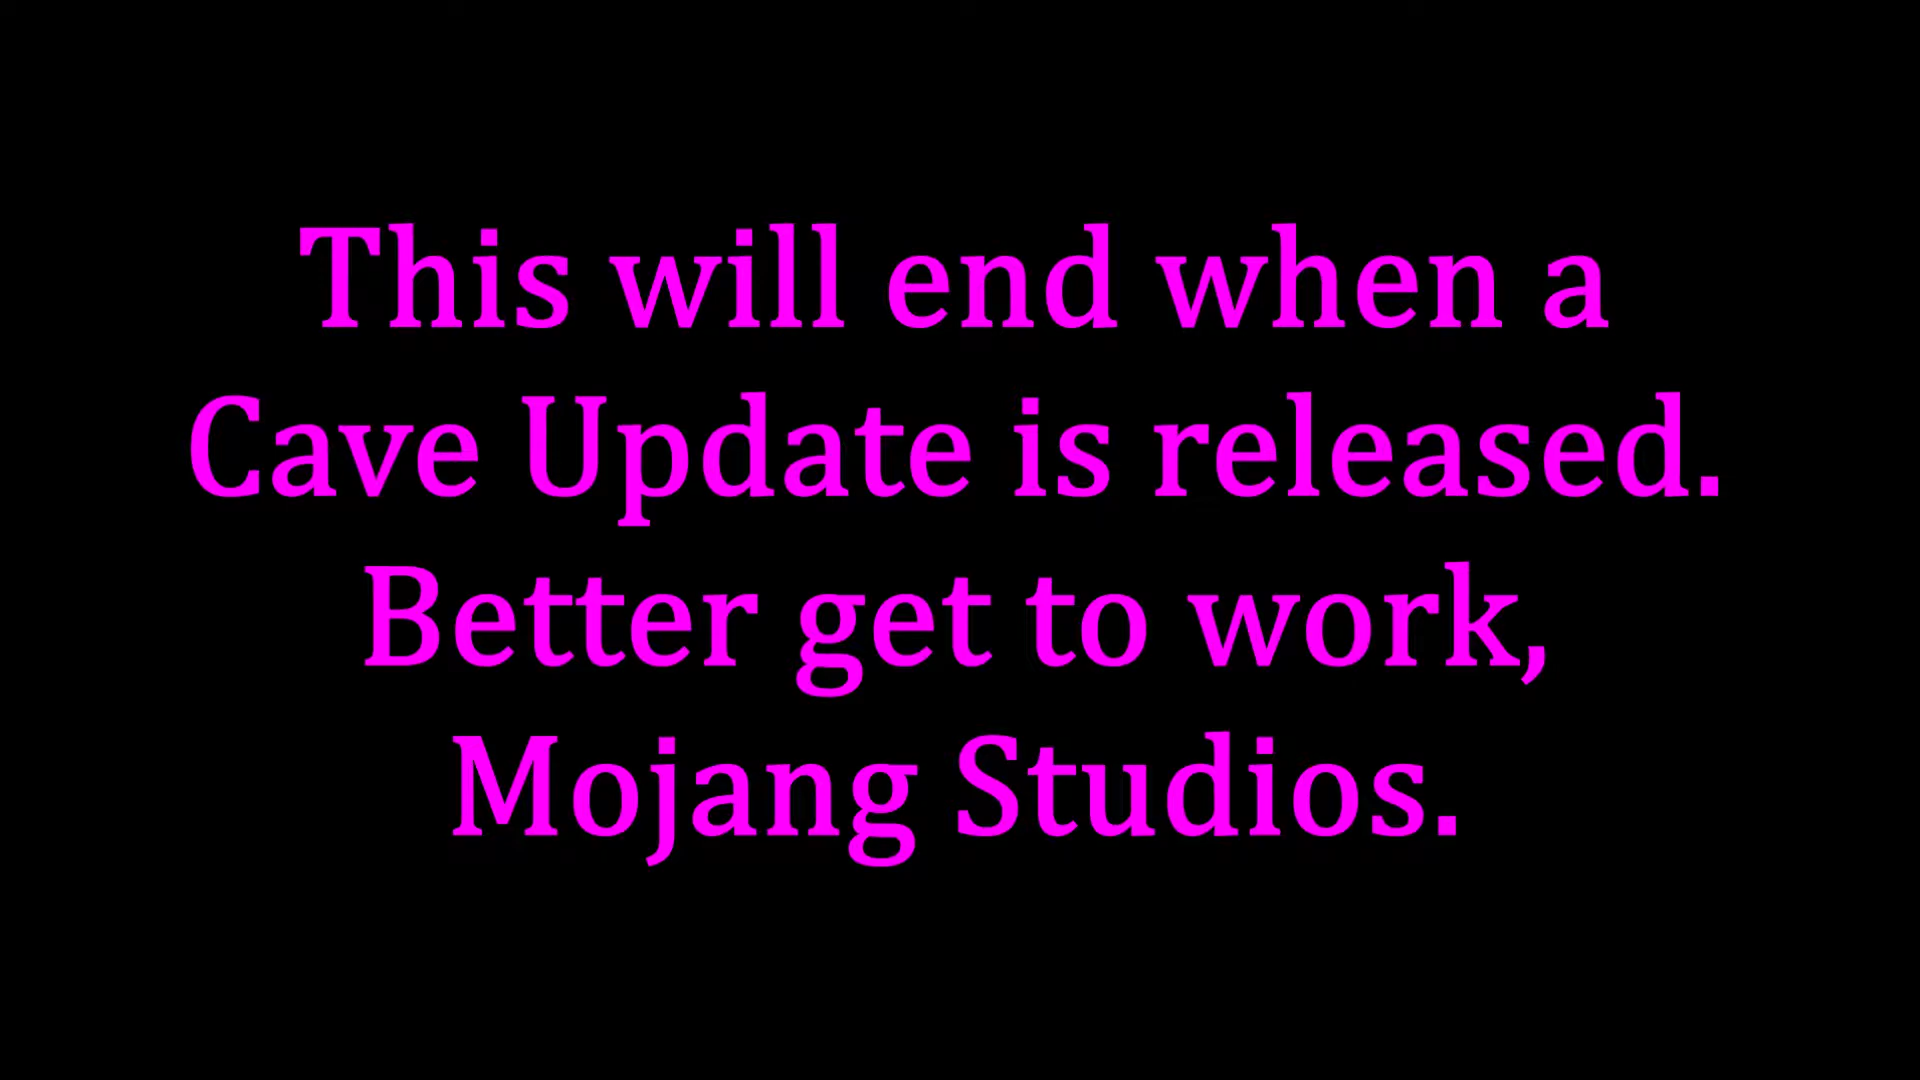 This will end when a
Cave Update is released.
Better get to work,
Mojang Studios.